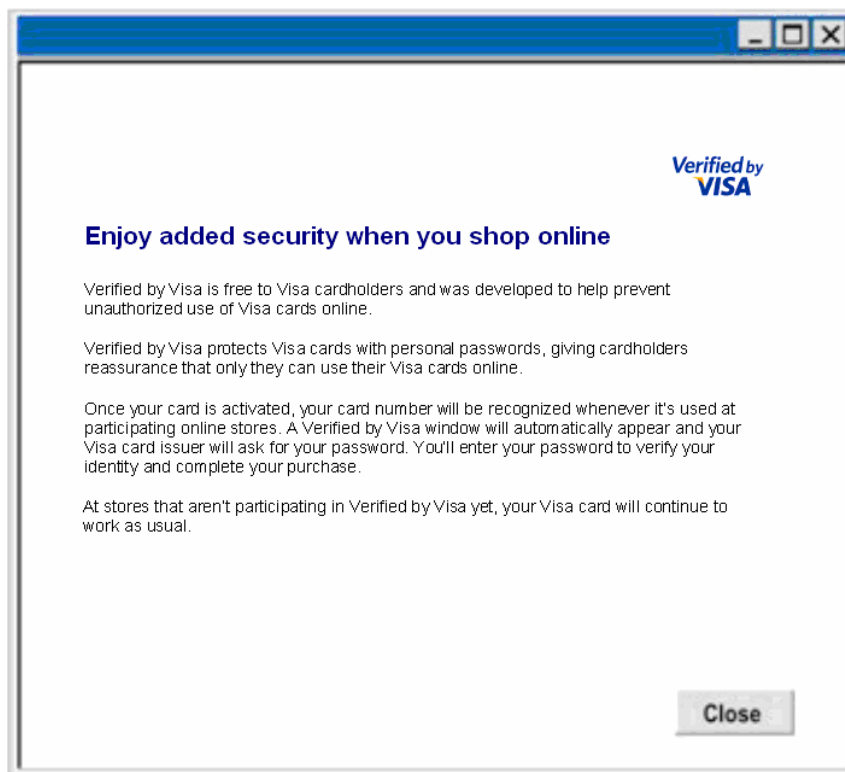 Verified by
VISA
Enjoy added security when you shop online
Verified by Visa is free to Visa cardholders and was developed to help prevent
unauthorized use of Visa cards online.
Verified by Visa protects Visa cards with personal passwords, giving cardholders
reassurance that only they can use their Visa cards online.
Once your card is activated, your card number will be recognized whenever it's used at
participating online stores. A Verified by Visa window will automatically appear and your
Visa card issuer will ask for your password. You'll enter your password to verify your
identity and complete your purchase.
At stores that aren't participating in Verified by Visa yet, your Visa card will continue to
work as usual.
Close